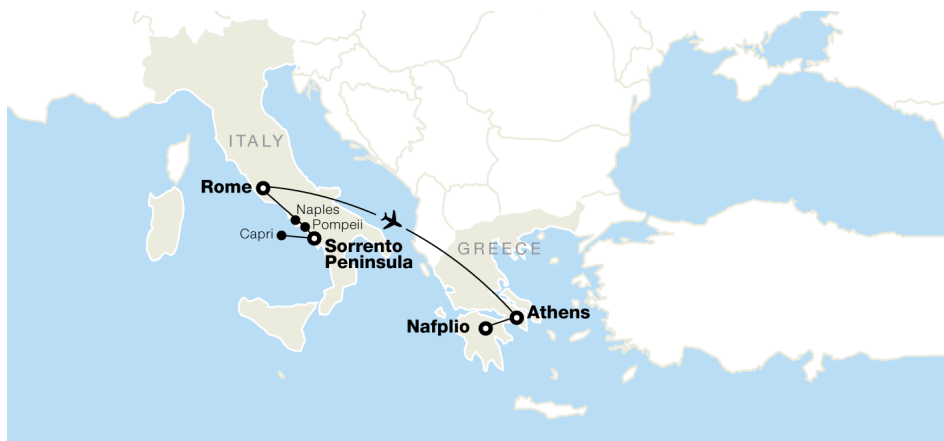 ITALY
Rome
Naples
Pompeii
Capri
Sorrento
Peninsula
GREECE
Athens
Nafplio